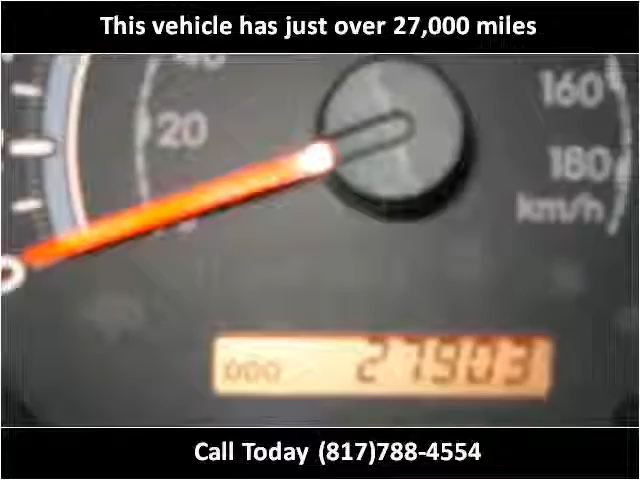 This vehicle has just over 27,000 miles
160
20
180
km/h
000 27903
Call Today (817)788-4554